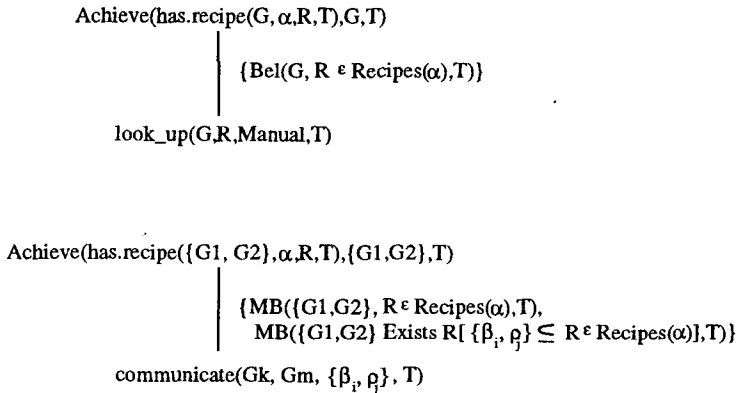 Achieve(has.recipe(G, α,R,T),G,T)
{Bel(G, R ε Recipes(α),T)}
look_up(G,R,Manual,T)
Achieve(has.recipe({G1, G2},α,R,T),{G1,G2},T)
{MB({G1,G2}, R ε Recipes(α),T),
MB({G1,G2} Exists R[ {βi, ρj} ≤ R ε Recipes(α)],T)}
communicate(Gk, Gm, {βi, ρj}, T)